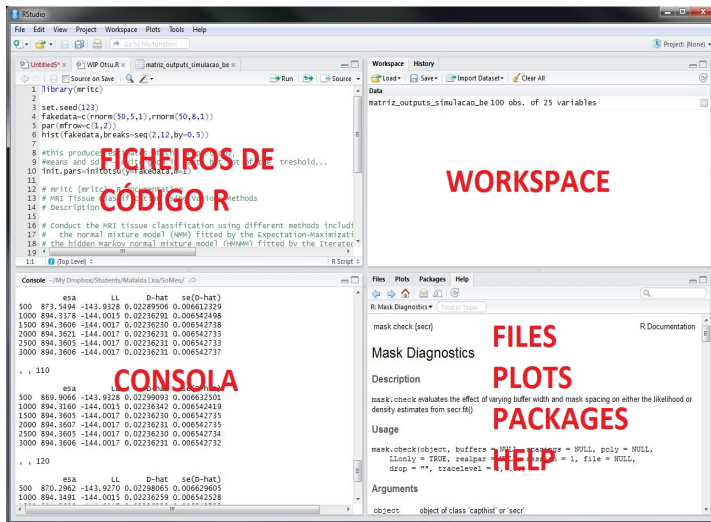 RStudio
File Edit View Project Workspace Plots Tools Help
Go to file/function
Project: (None)
Untitled5* WIP Otsu.R matriz_outputs_simulacao_be
Source on Save Run Source
1 library(mritc)
2
3 set.seed(123)
4 fakedata=c(rnorm(50,5,1),rnorm(50,8,1))
5 par(mfrow=c(1,2))
6 hist(fakedata,breaks=seq(2,12,by=0.5))
7
8 #this produces
9 #means and treshold...
10 init.pars=initOtsu(y=fakedata,m=1)
11
12 # mritc {mritc} R Documentation
13 # MRI Tissue Methods
14 # Description
15
16 # Conduct the MRI tissue classification using different methods includi
17 # the normal mixture model (NMM) fitted by the Expectation-Maximizati
18 # the hidden Markov normal mixture model (HMNMM) fitted by the Iterated
19
FICHEIROS DE
CÓDIGO R
1:1 (Top Level) R Script
Workspace History
Load Save Import Dataset Clear All
Data
matriz_outputs_simulacao_be 100 obs. of 25 variables
WORKSPACE
Console ~/My Dropbox/Students/Mafalda Lira/SoMeu/
esa LL D-hat se(D-hat)
500 873.5494 -143.9328 0.02289506 0.006612329
1000 894.3378 -144.0015 0.02236291 0.006542498
1500 894.3606 -144.0017 0.02236230 0.006542738
2000 894.3621 -144.0017 0.02236231 0.006542733
2500 894.3605 -144.0017 0.02236231 0.006542733
3000 894.3606 -144.0017 0.02236231 0.006542737
, , 110
esa LL D-hat se(D-hat)
500 869.9066 -143.9328 0.02299093 0.006632501
1000 894.3160 -144.0015 0.02236342 0.006542419
1500 894.3605 -144.0017 0.02236230 0.006542735
2000 894.3607 -144.0017 0.02236231 0.006542735
2500 894.3605 -144.0017 0.02236231 0.006542734
3000 894.3606 -144.0017 0.02236231 0.006542732
, , 120
esa LL D-hat se(D-hat)
500 870.2962 -143.9270 0.02298065 0.006629605
1000 894.3491 -144.0015 0.02236259 0.006542528
CONSOLA
Files Plots Packages Help
R: Mask Diagnostics Find in Topic
mask.check {secr} R Documentation
Mask Diagnostics
Description
mask.check evaluates the effect of varying buffer width and mask spacing on either the likelihood or
density estimates from secr.fit()
Usage
mask.check(object, buffers = NULL, spacings = NULL, poly = NULL,
LLonly = TRUE, realpar = NULL, session = 1, file = NULL,
drop = "", tracelevel =
Arguments
object object of class 'capthist' or 'secr'
FILES
PLOTS
PACKAGES
HELP